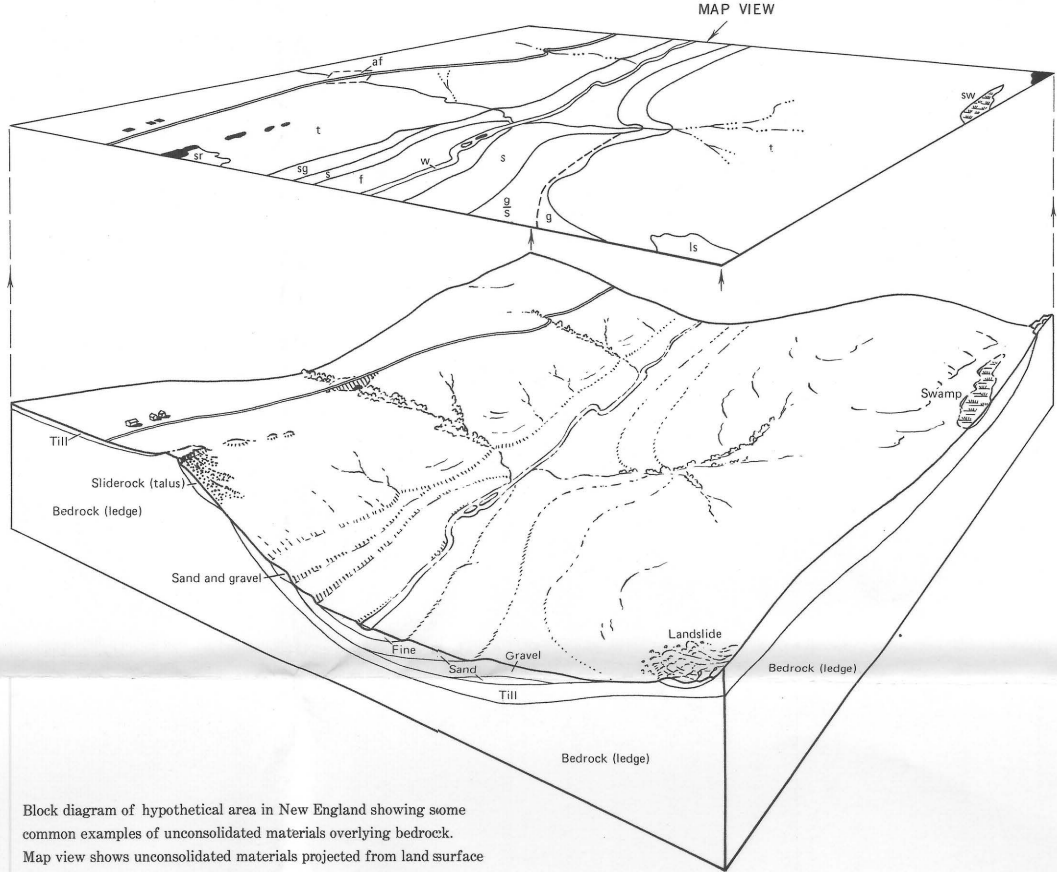 MAP VIEW
af
sw
t
t
sr
w
s
sg
s
f
g
s
g
ls
Swamp
Till
Sliderock (talus)
Bedrock (ledge)
Sand and gravel
Landslide
Fine
Gravel
Sand
Bedrock (ledge)
Till
Bedrock (ledge)
Block diagram of hypothetical area in New England showing some
common examples of unconsolidated materials overlying bedrock.
Map view shows unconsolidated materials projected from land surface